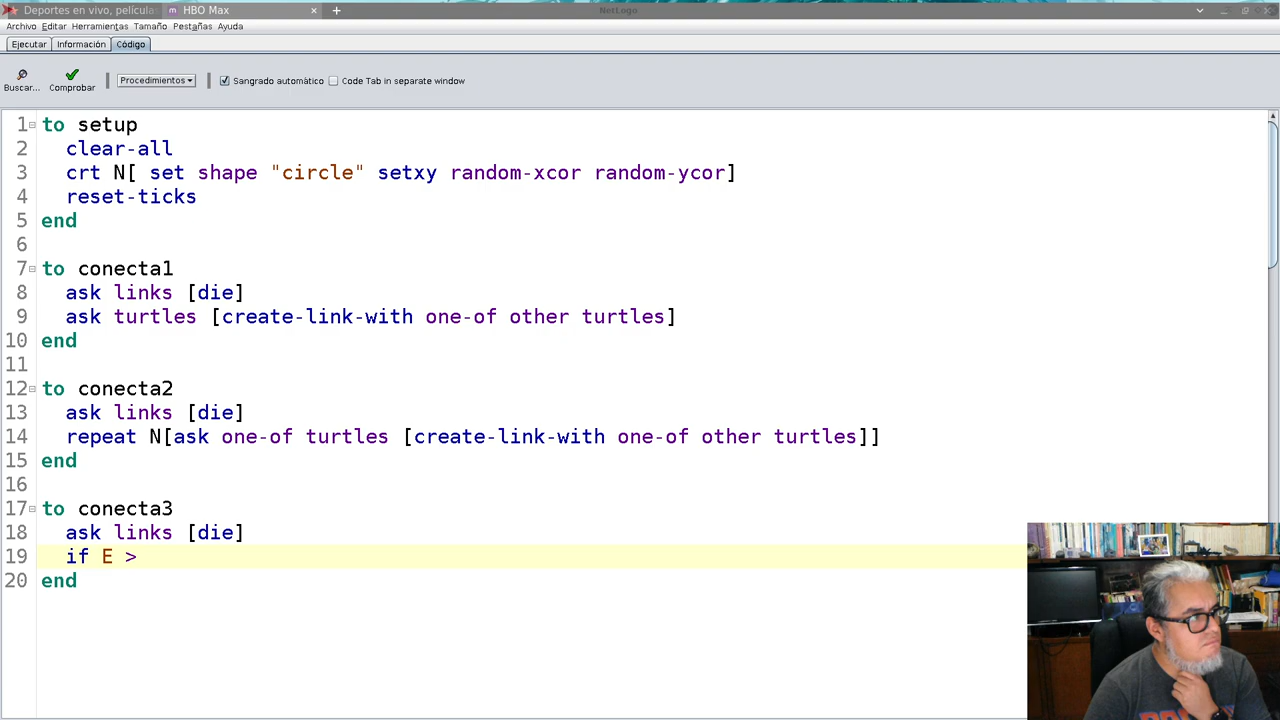 Deportes en vivo, película HBO Max × + NetLogo
Archivo Editar Herramientas Tamaño Pestañas Ayuda
Ejecutar Información Código
Buscar... Comprobar Procedimientos Sangrado automático Code Tab in separate window
1 to setup
2 clear-all
3 crt N[ set shape "circle" setxy random-xcor random-ycor]
4 reset-ticks
5 end
6
7 to conecta1
8 ask links [die]
9 ask turtles [create-link-with one-of other turtles]
10 end
11
12 to conecta2
13 ask links [die]
14 repeat N[ask one-of turtles [create-link-with one-of other turtles]]
15 end
16
17 to conecta3
18 ask links [die]
19 if E >
20 end